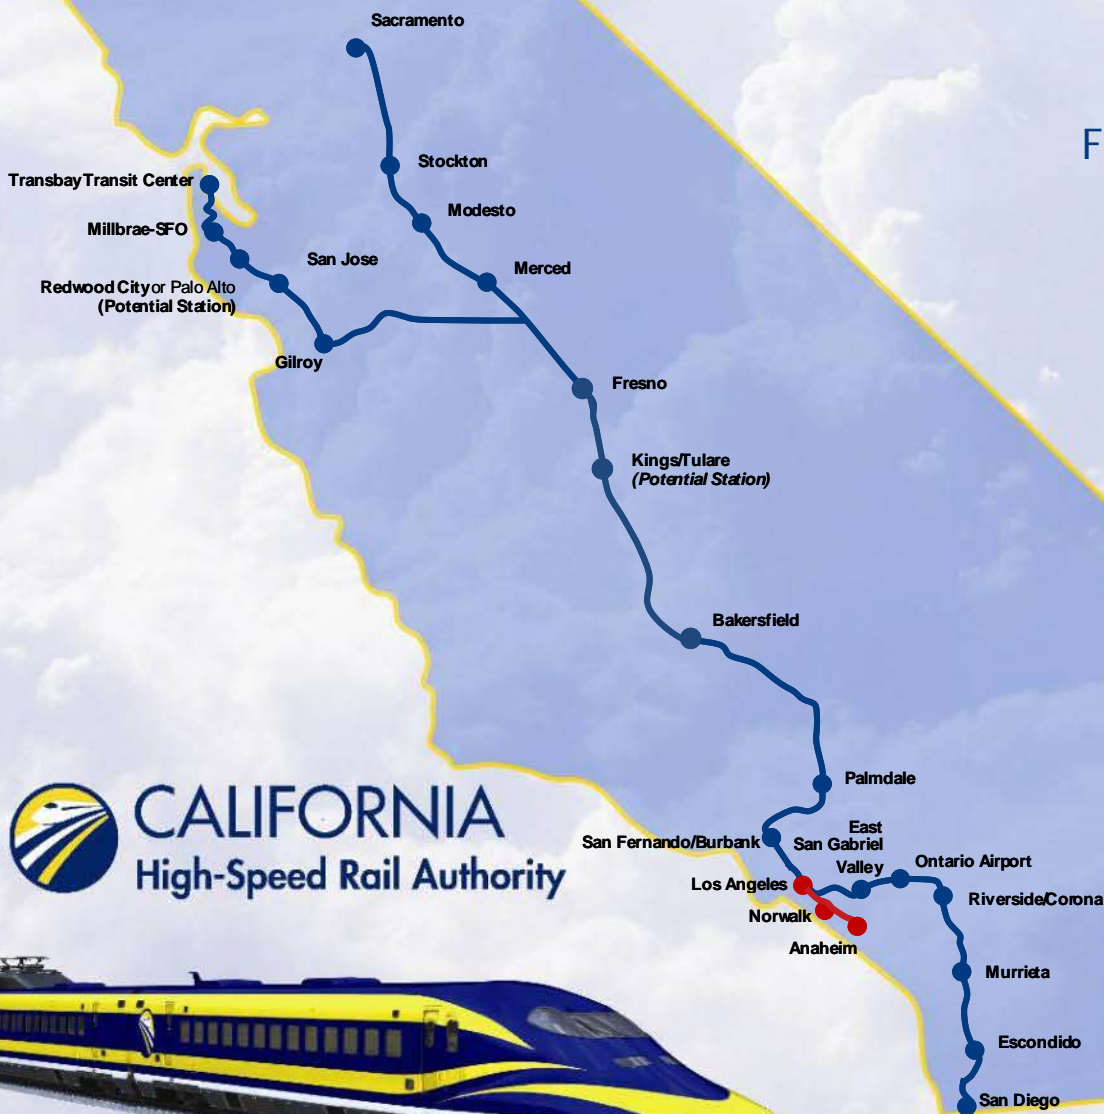 Sacramento
F
Stockton
TransbayTransit Center
Modesto
Millbrae-SFO
San Jose
Merced
Redwood City or Palo Alto
(Potential Station)
Gilroy
Fresno
Kings/Tulare
(Potential Station)
Bakersfield
Palmdale
CALIFORNIA
High-Speed Rail Authority
San Fernando/Burbank
East
San Gabriel
Valley
Ontario Airport
Los Angeles
Riverside/Corona
Norwalk
Anaheim
Murrieta
Escondido
San Diego